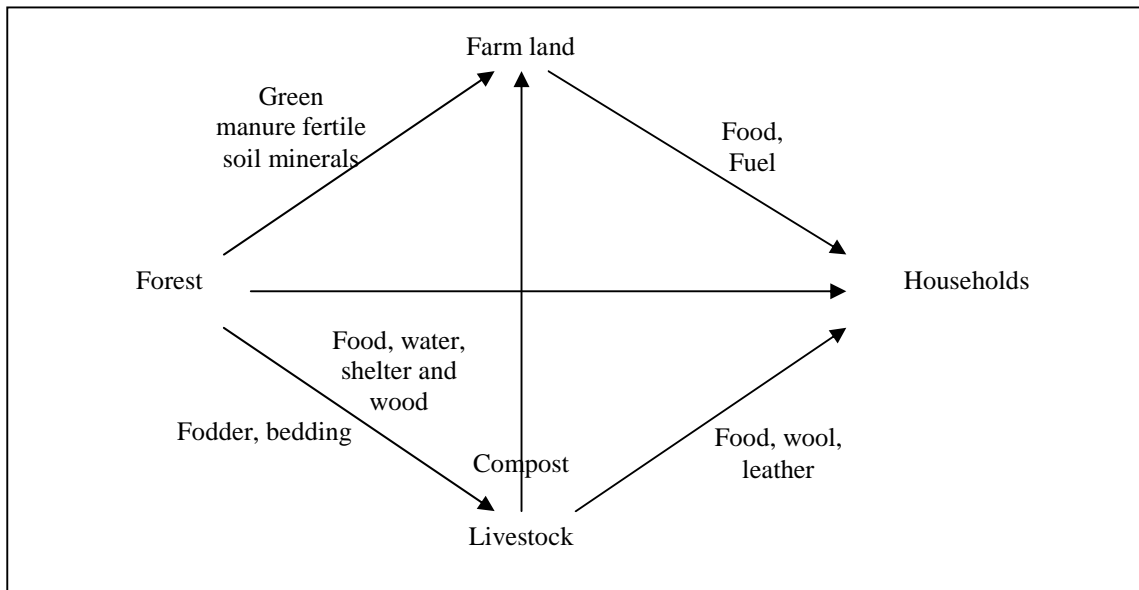 Farm land
Green
manure fertile
soil minerals
Food,
Fuel
Forest
Households
Food, water,
shelter and
wood
Fodder, bedding
Food, wool,
leather
Compost
Livestock